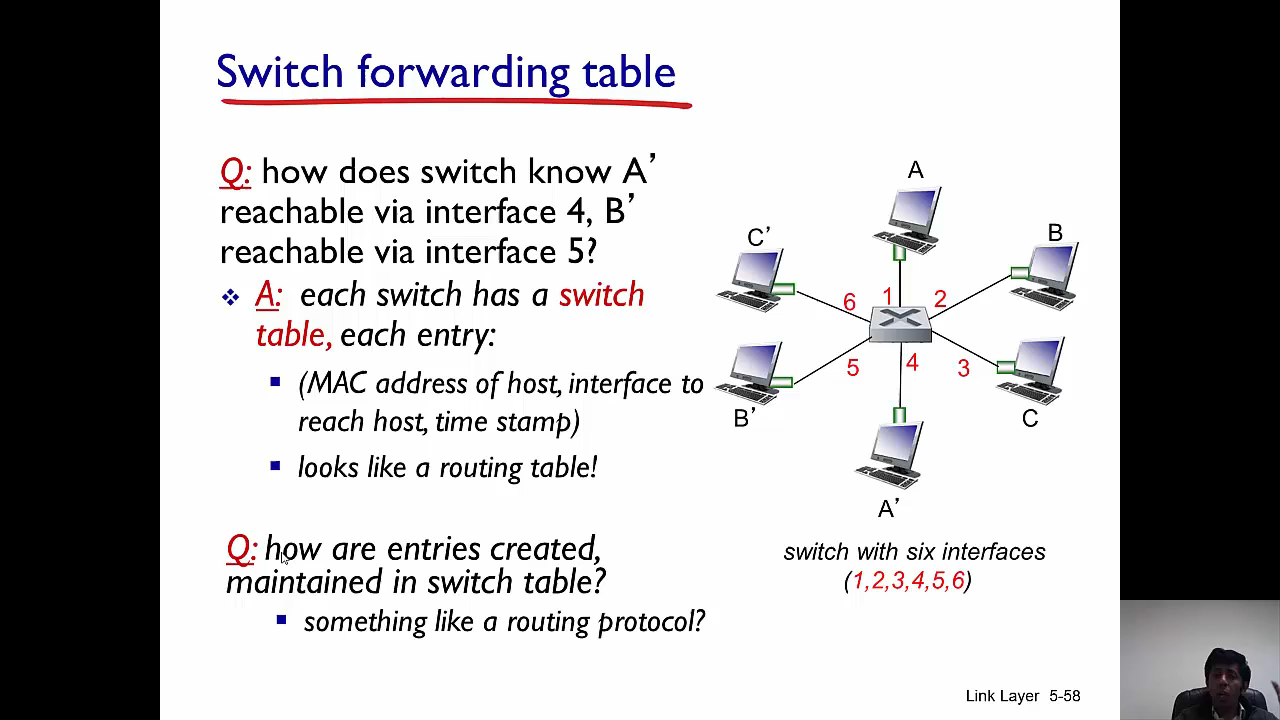 Switch forwarding table
Q: how does switch know A’
reachable via interface 4, B’
reachable via interface 5?
A: each switch has a switch
table, each entry:
(MAC address of host, interface to
reach host, time stamp)
looks like a routing table!
Q: how are entries created,
maintained in switch table?
something like a routing protocol?
A
B
C’
6
1
2
5
4
3
B’
C
A’
switch with six interfaces
(1,2,3,4,5,6)
Link Layer 5-58